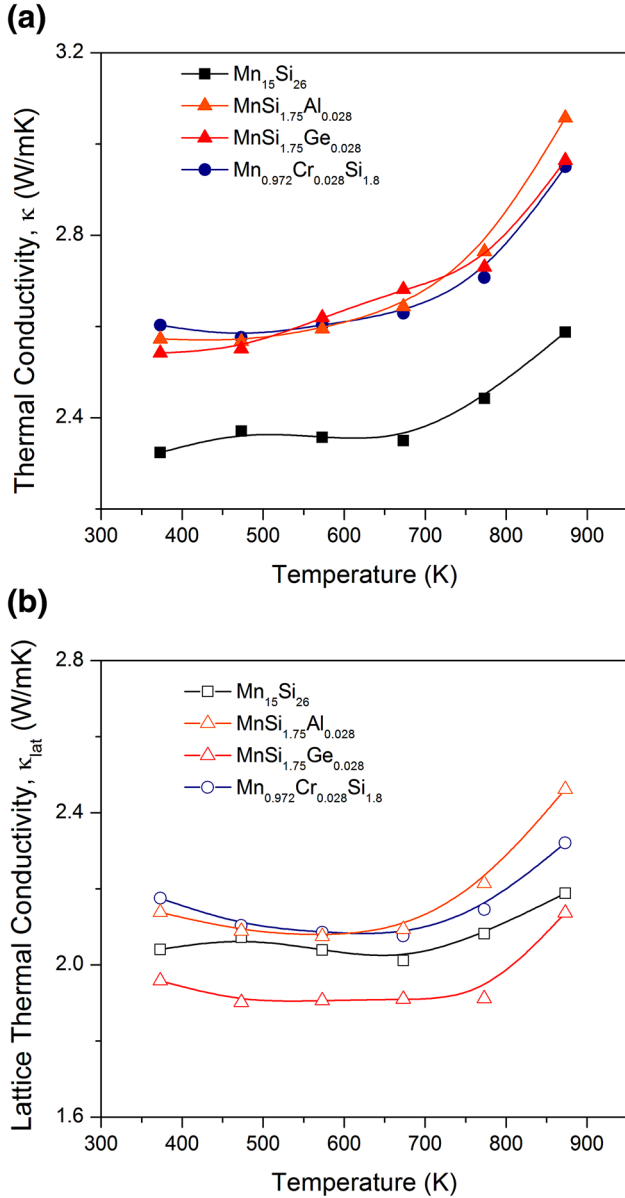 (a)
3.2
2.8
2.4
Thermal Conductivity, κ (W/mK)
Mn₁₅Si₂₆
MnSi₁.₇₅Al₀.₀₂₈
MnSi₁.₇₅Ge₀.₀₂₈
Mn₀.₉₇₂Cr₀.₀₂₈Si₁.₈
300 400 500 600 700 800 900
Temperature (K)
(b)
2.8
2.4
2.0
1.6
Lattice Thermal Conductivity, κlat (W/mK)
Mn₁₅Si₂₆
MnSi₁.₇₅Al₀.₀₂₈
MnSi₁.₇₅Ge₀.₀₂₈
Mn₀.₉₇₂Cr₀.₀₂₈Si₁.₈
300 400 500 600 700 800 900
Temperature (K)